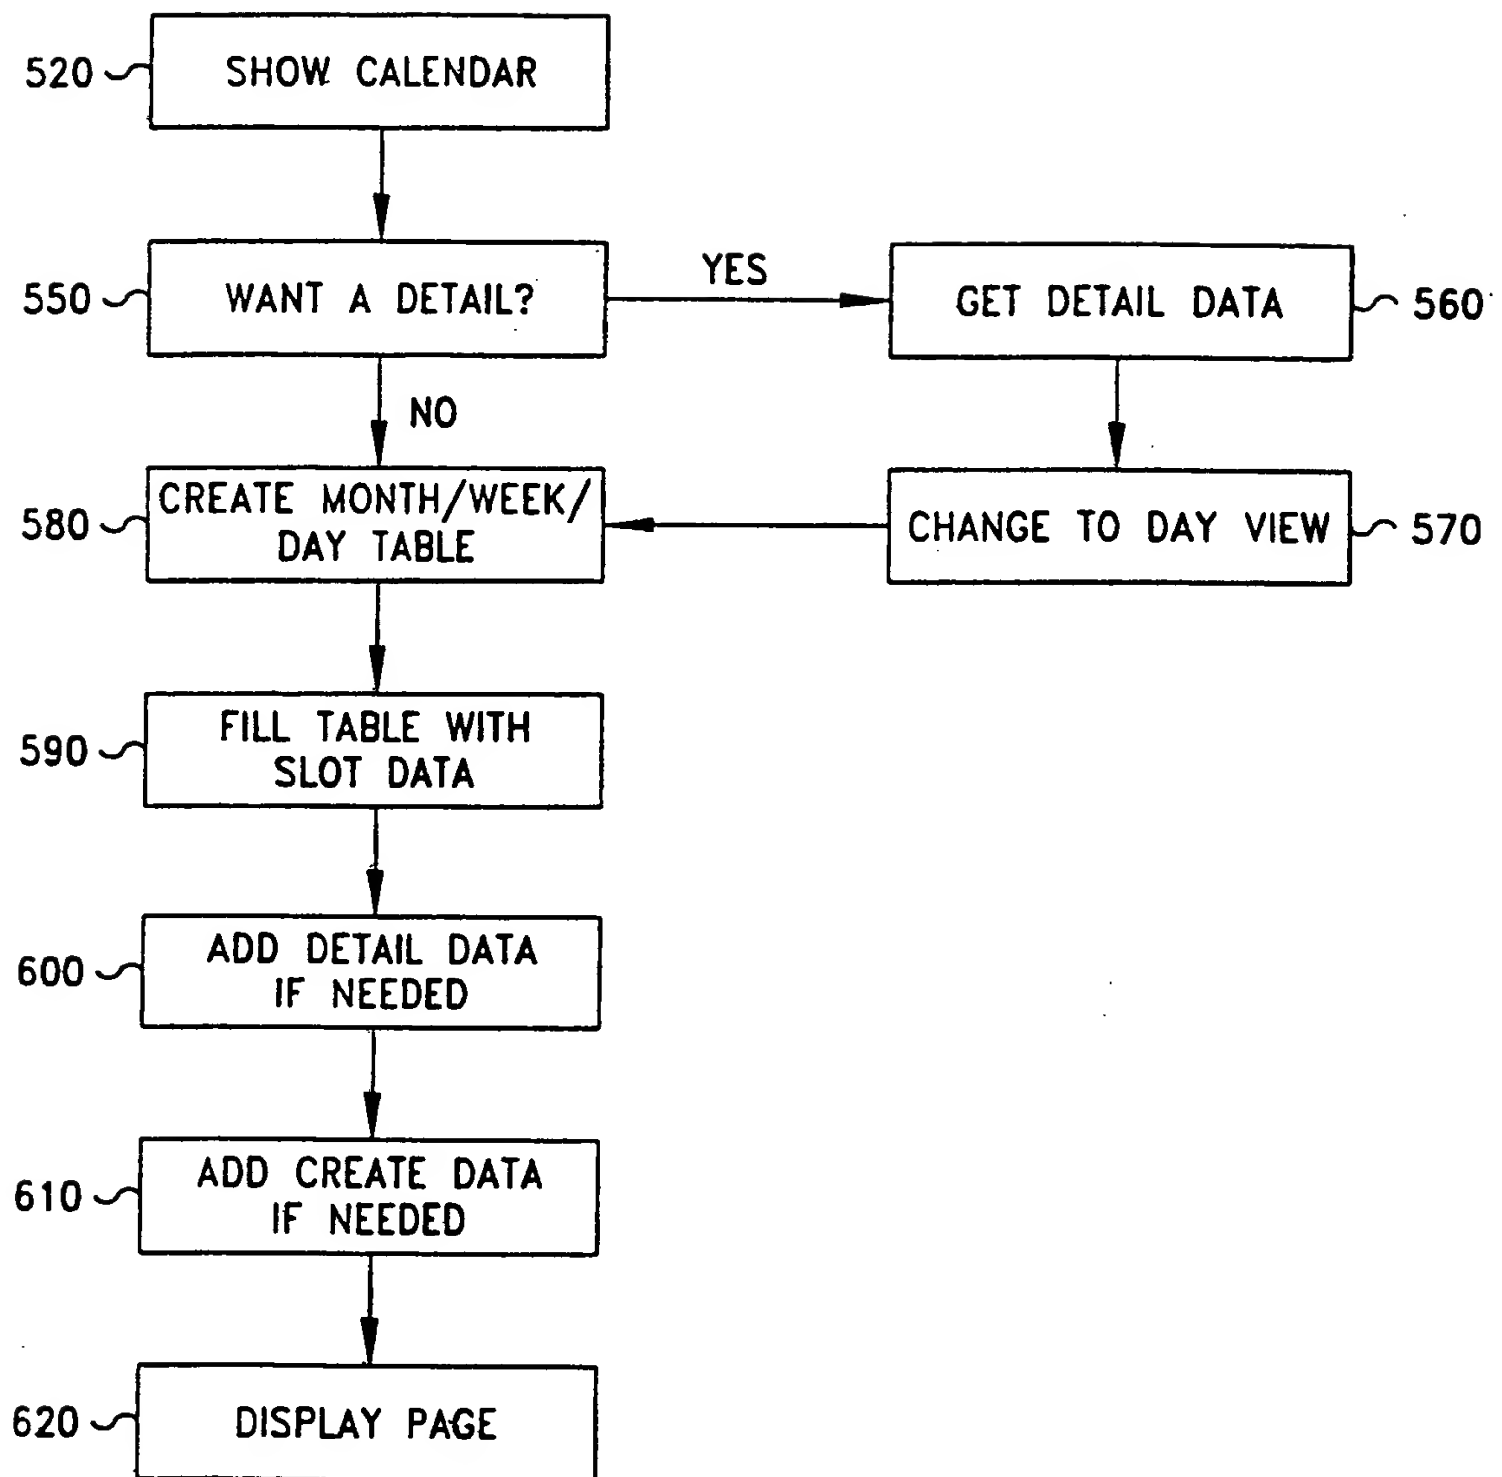 520 SHOW CALENDAR
550 WANT A DETAIL? YES GET DETAIL DATA 560
NO
580 CREATE MONTH/WEEK/
DAY TABLE
CHANGE TO DAY VIEW 570
590 FILL TABLE WITH
SLOT DATA
600 ADD DETAIL DATA
IF NEEDED
610 ADD CREATE DATA
IF NEEDED
620 DISPLAY PAGE